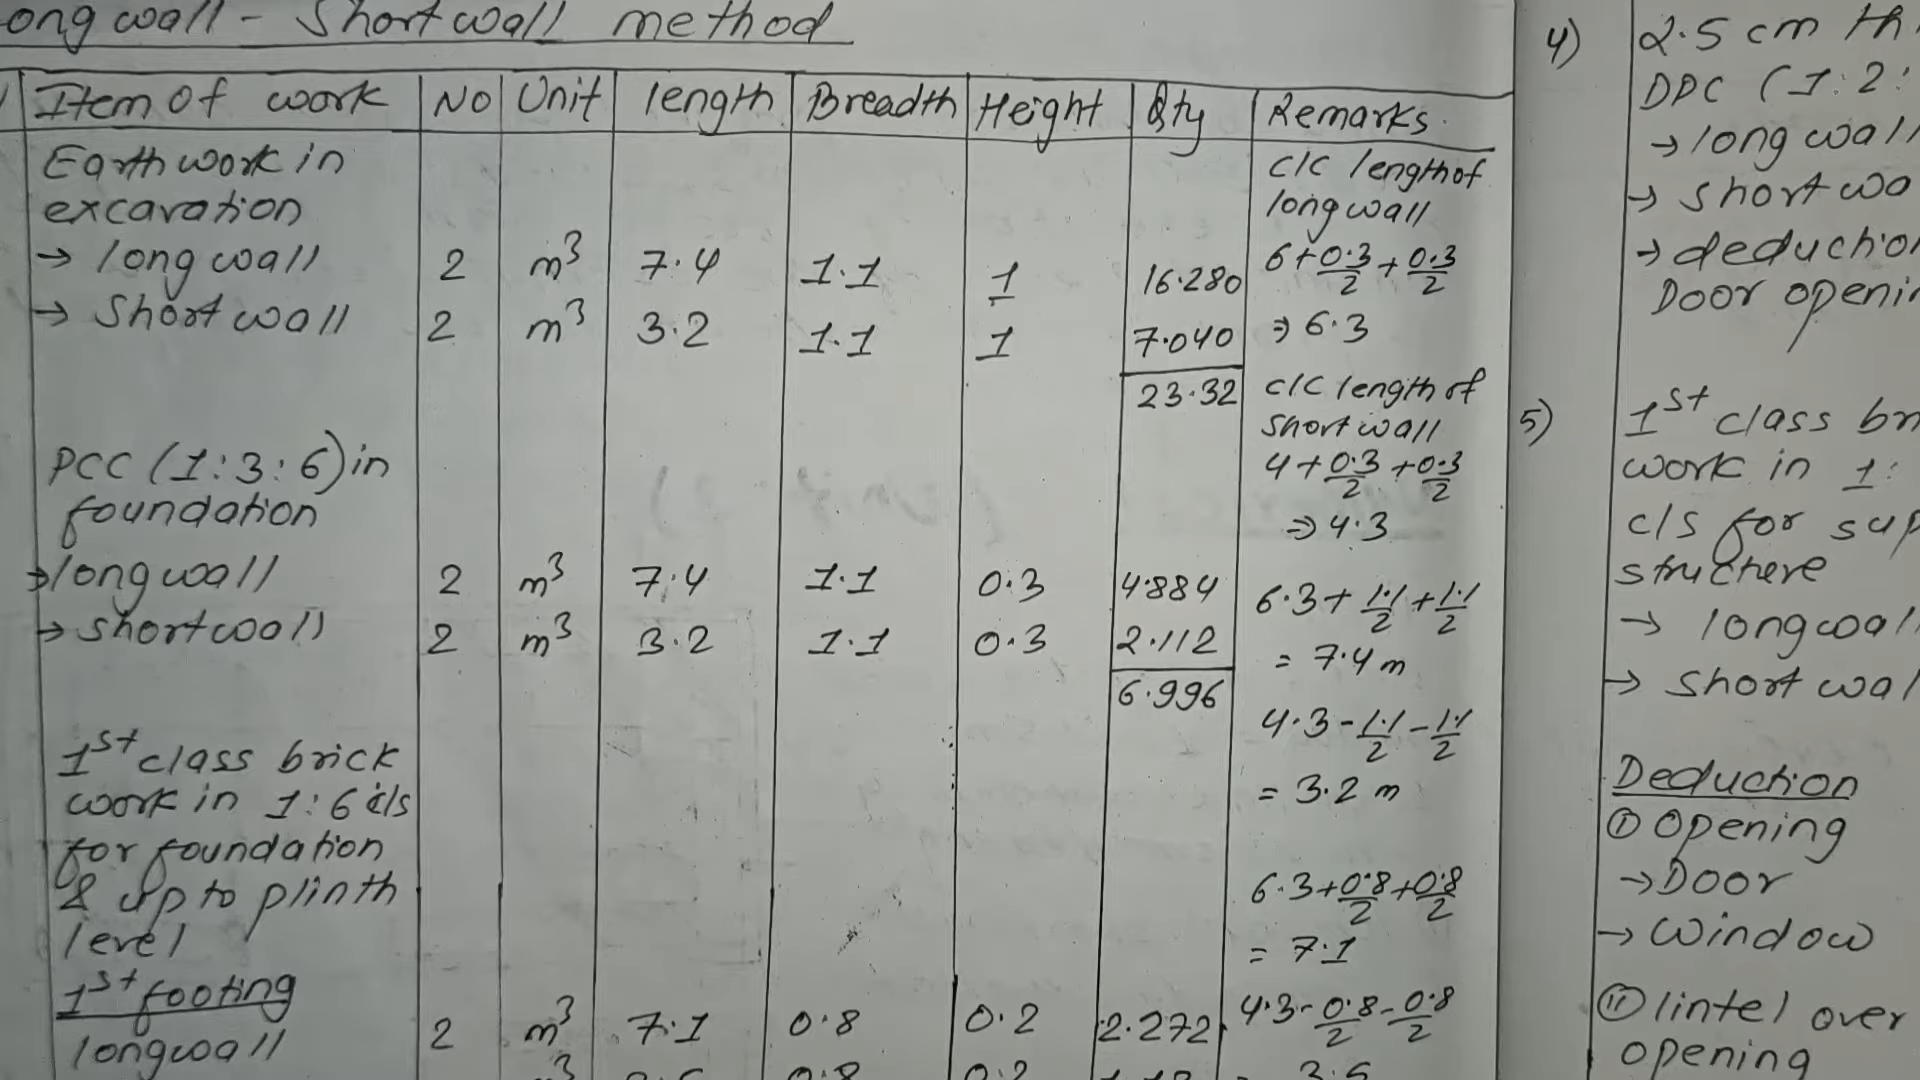 ong wall - Short wall method
Item of work No Unit length Breadth Height Qty Remarks.
Earth work in
excavation
→ long wall 2 m³ 7.4 1.1 1 16.280
→ Short wall 2 m³ 3.2 1.1 1 7.040
23.32
PCC (1:3:6) in
foundation
→ long wall 2 m³ 7.4 1.1 0.3 4.884
→ short wall 2 m³ 3.2 1.1 0.3 2.112
6.996
1st class brick
work in 1:6 c/s
for foundation
& up to plinth
level
1st footing
long wall 2 m³ 7.1 0.8 0.2 2.272
c/c length of
long wall
6+0.3/2+0.3/2
⇒ 6.3
c/c length of
short wall
4+0.3/2+0.3/2
⇒ 4.3
6.3+1.1/2+1.1/2
= 7.4 m
4.3-1.1/2-1.1/2
= 3.2 m
6.3+0.8/2+0.8/2
= 7.1
4.3-0.8/2-0.8/2
4) 2.5 cm th
DPC (1:2:
→ long wall
→ short wa
→ deduction
Door openin
5) 1st class br
work in 1:
c/s for sup
structere
→ long wal
→ short wal
Deduction
(i) Opening
→ Door
→ window
(ii) lintel over
opening